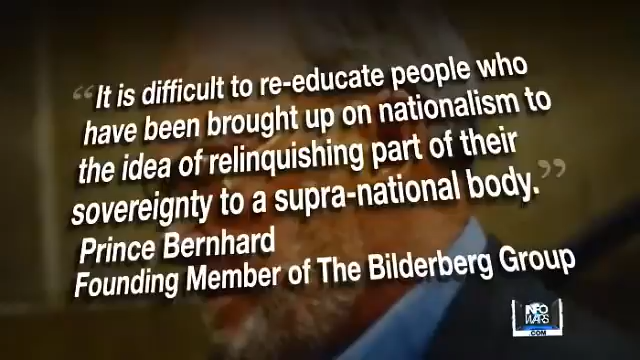 “It is difficult to re-educate people who
have been brought up on nationalism to
the idea of relinquishing part of their
sovereignty to a supra-national body.”
Prince Bernhard
Founding Member of The Bilderberg Group
INFO
WARS
.COM